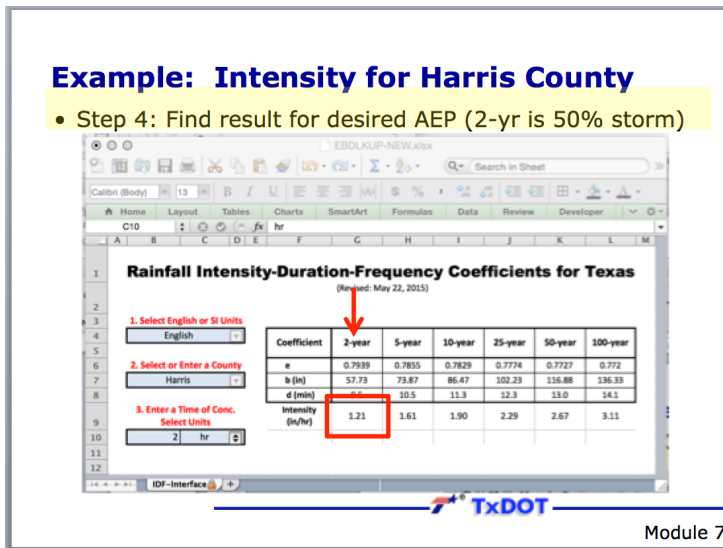 Example: Intensity for Harris County
• Step 4: Find result for desired AEP (2-yr is 50% storm)
EBDLKUP-NEW.xlsx
Search in Sheet
Calibri (Body) 13 B I U $ %
Home Layout Tables Charts SmartArt Formulas Data Review Developer
C10 fx hr
A B C D E F G H I J K L M
1 Rainfall Intensity-Duration-Frequency Coefficients for Texas
(Revised: May 22, 2015)
2
3 1. Select English or SI Units
4 English
Coefficient 2-year 5-year 10-year 25-year 50-year 100-year
5
6 2. Select or Enter a County e 0.7939 0.7855 0.7829 0.7774 0.7727 0.772
7 Harris b (in) 57.73 73.87 86.47 102.23 116.88 136.33
8 d (min) 10.5 11.3 12.3 13.0 14.1
3. Enter a Time of Conc. Intensity
9 Select Units (in/hr) 1.21 1.61 1.90 2.29 2.67 3.11
10 2 hr
11
12
IDF-Interface +
TxDOT
Module 7